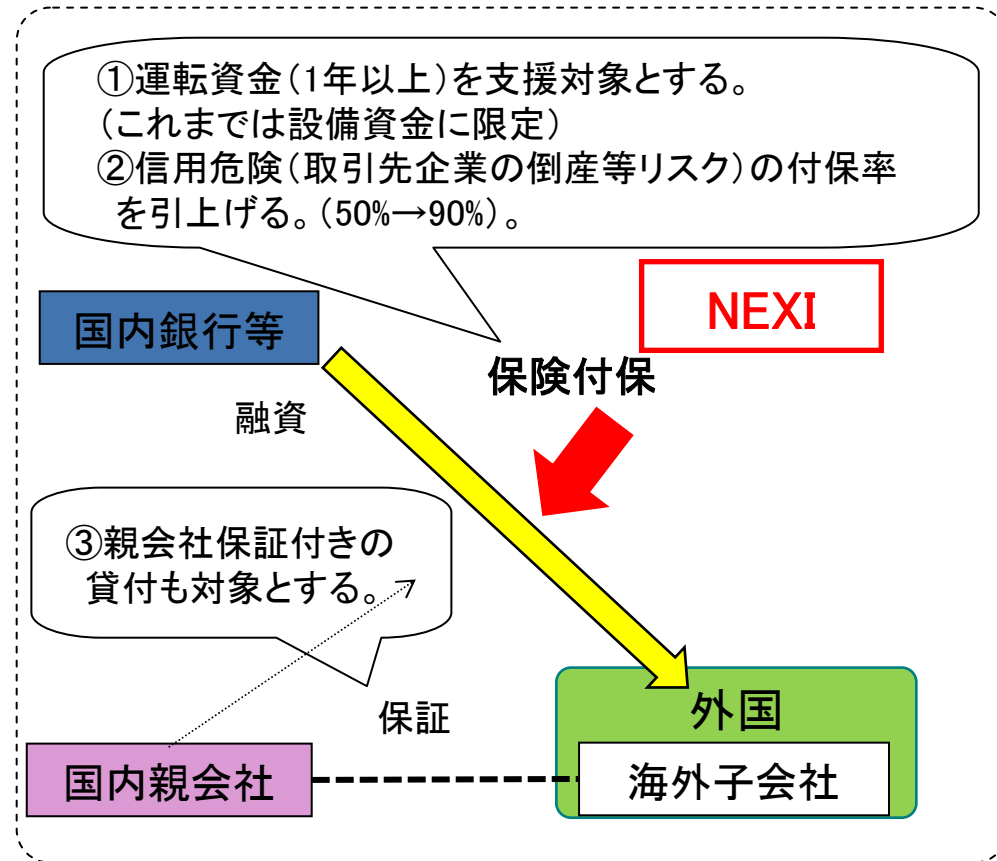 ①運転資金(1年以上)を支援対象とする。
(これまでは設備資金に限定)
②信用危険(取引先企業の倒産等リスク)の付保率
を引上げる。(50%→90%)。
NEXI
国内銀行等
保険付保
融資
③親会社保証付きの
貸付も対象とする。
外国
保証
国内親会社
海外子会社